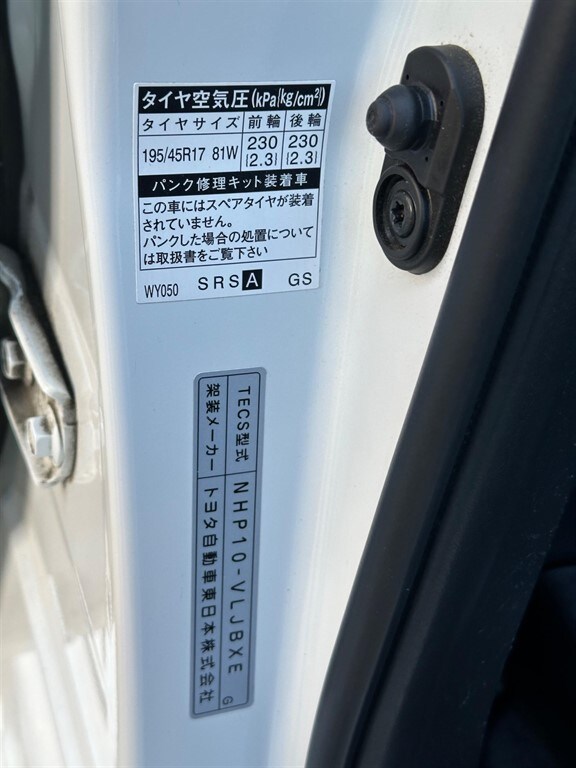 タイヤ空気圧(kPa[kg/cm²])
タイヤサイズ 前輪 後輪
195/45R17 81W 230 [2.3] 230 [2.3]
パンク修理キット装着車
この車にはスペアタイヤが装着
されていません。
パンクした場合の処置について
は取扱書をご覧下さい
WY050 SRS A GS
TECS型式 NHP10-VLJBXE G
架装メーカー トヨタ自動車東日本株式会社